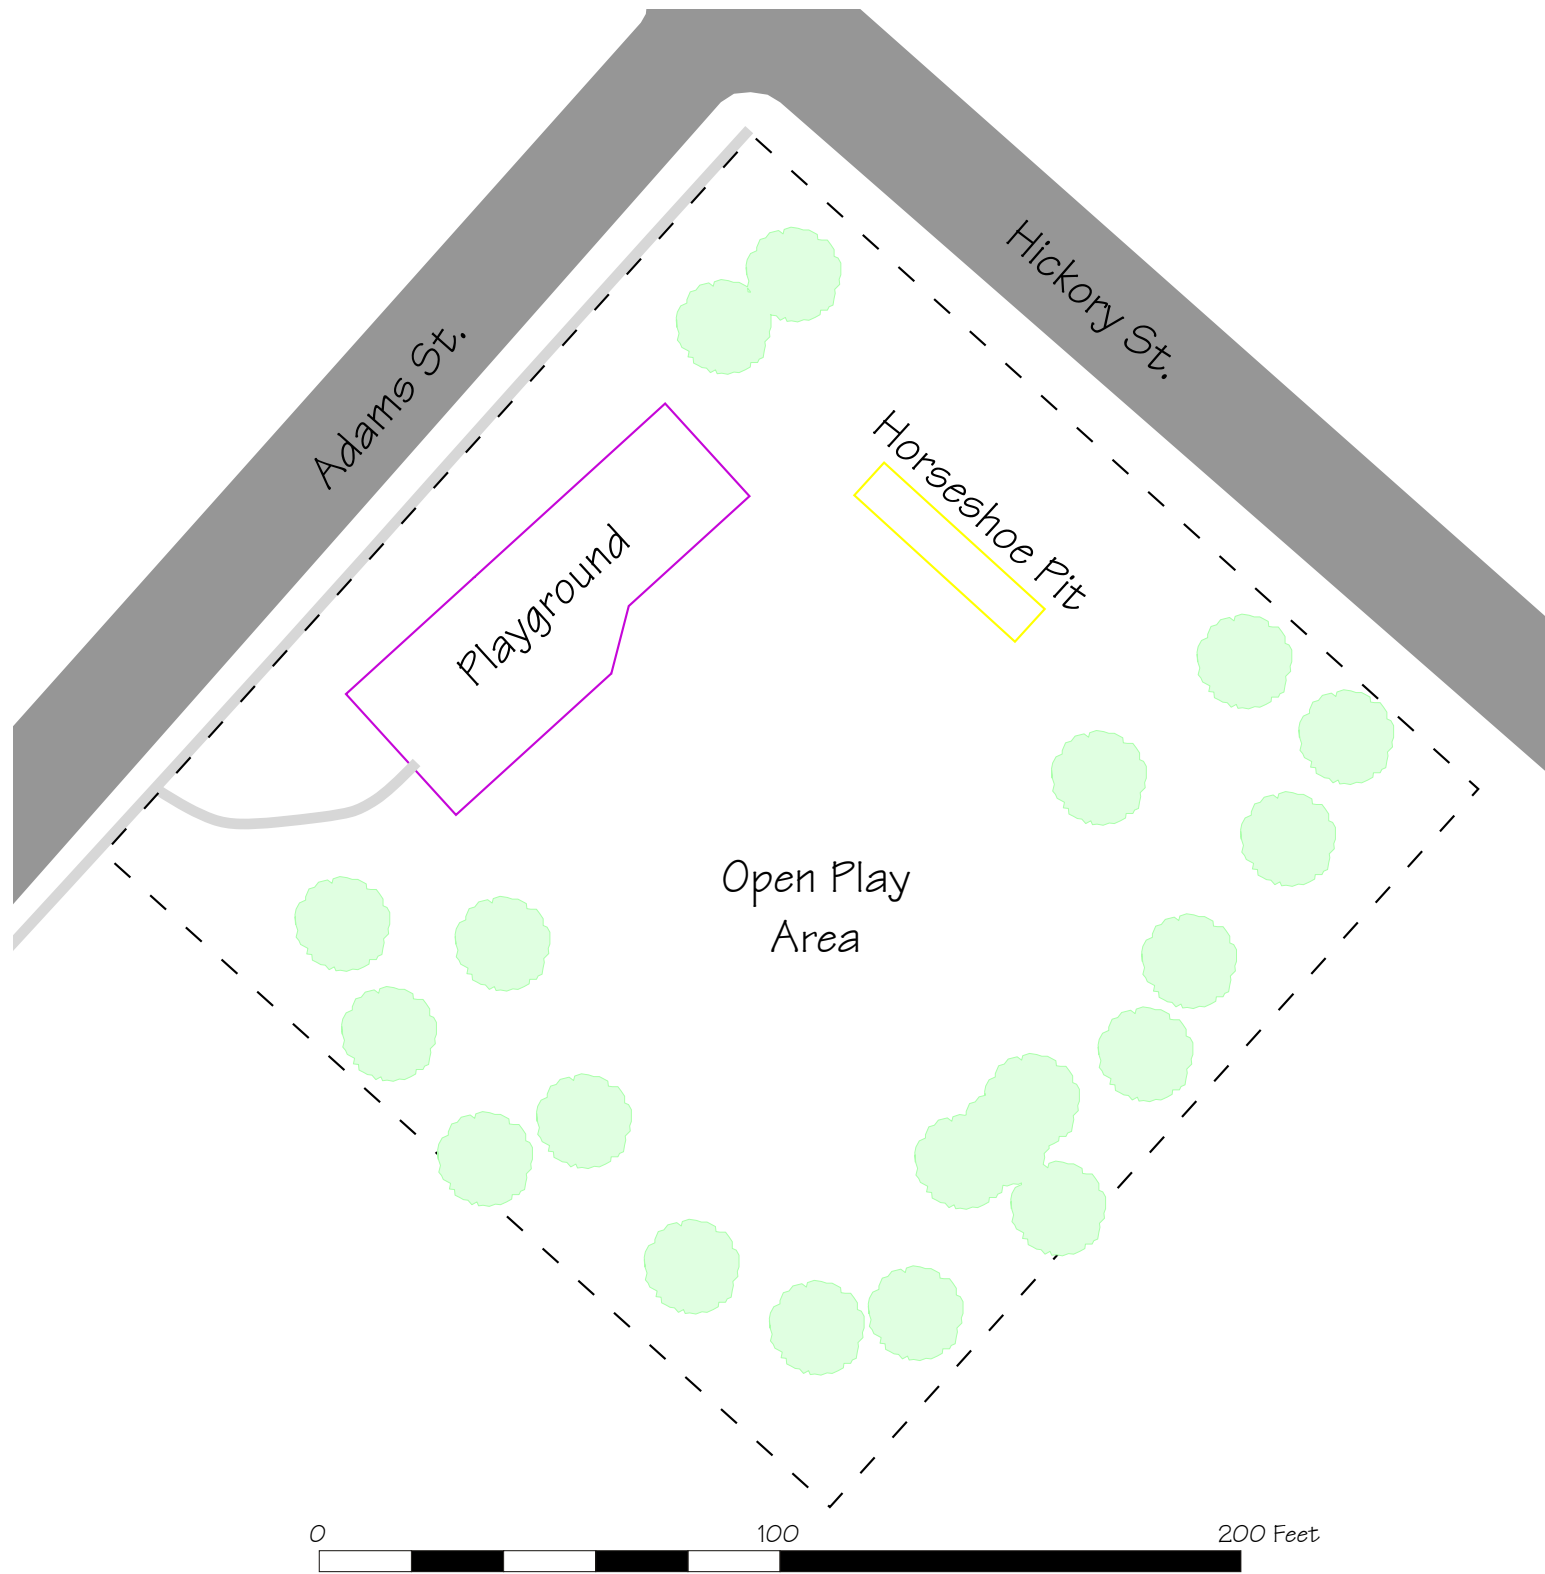 Hickory St.
Adams St.
Horseshoe Pit
Playground
Open Play
Area
0 100 200 Feet